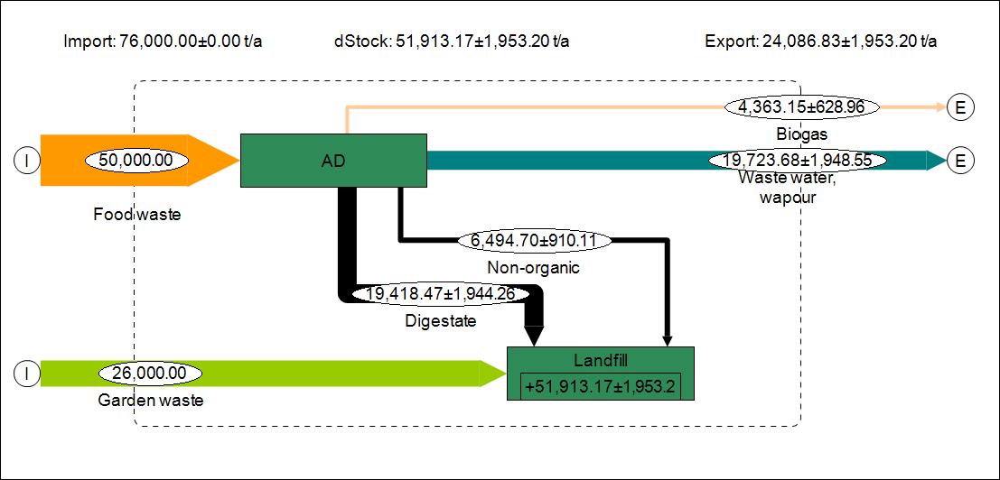 Import: 76,000.00±0.00 t/a
dStock: 51,913.17±1,953.20 t/a
Export: 24,086.83±1,953.20 t/a
4,363.15±628.96
E
Biogas
I
50,000.00
Food waste
AD
19,723.68±1,948.55
E
Waste water,
wapour
6,494.70±910.11
Non-organic
19,418.47±1,944.26
Digestate
I
26,000.00
Garden waste
Landfill
+51,913.17±1,953.2